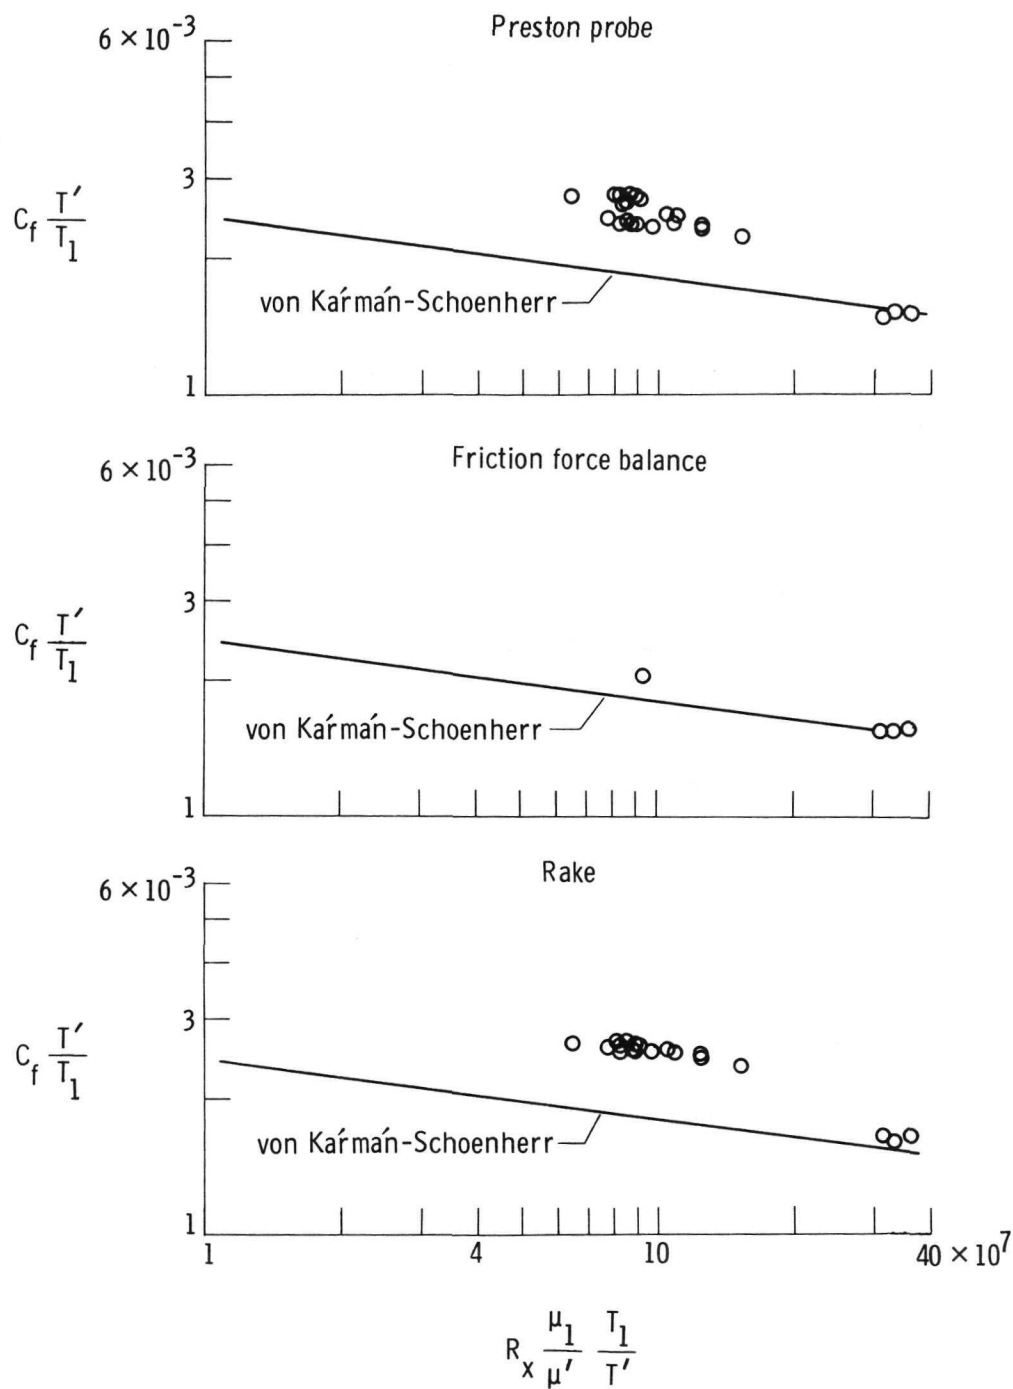 Preston probe
6 × 10⁻³
3
C_f T′/T₁
von Kármán-Schoenherr
1
Friction force balance
6 × 10⁻³
3
C_f T′/T₁
von Kármán-Schoenherr
1
Rake
6 × 10⁻³
3
C_f T′/T₁
von Kármán-Schoenherr
1
1 4 10 40 × 10⁷
R_x μ₁/μ′ T₁/T′